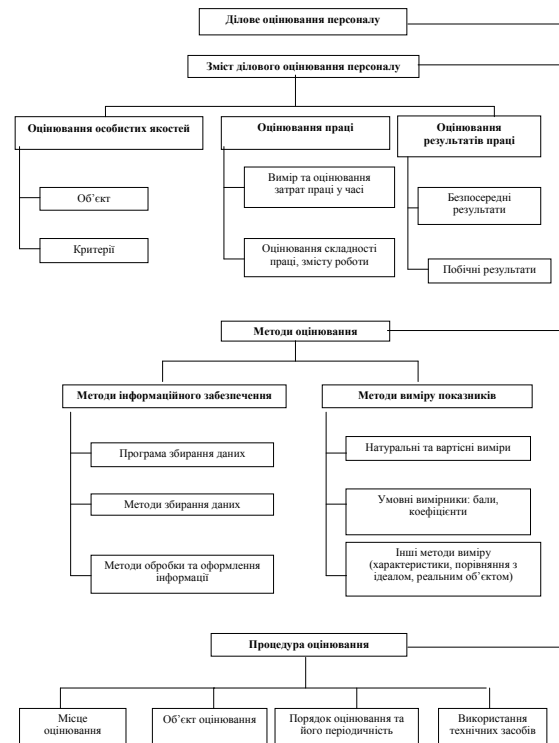 Ділове оцінювання персоналу
Зміст ділового оцінювання персоналу
Оцінювання особистих якостей
Об’єкт
Критерії
Оцінювання праці
Вимір та оцінювання
затрат праці у часі
Оцінювання складності
праці, змісту роботи
Оцінювання
результатів праці
Безпосередні
результати
Побічні результати
Методи оцінювання
Методи інформаційного забезпечення
Програма збирання даних
Методи збирання даних
Методи обробки та оформлення
інформації
Методи виміру показників
Натуральні та вартісні виміри
Умовні вимірники: бали,
коефіцієнти
Інші методи виміру
(характеристики, порівняння з
ідеалом, реальним об’єктом)
Процедура оцінювання
Місце
оцінювання
Об’єкт оцінювання
Порядок оцінювання та
його періодичність
Використання
технічних засобів